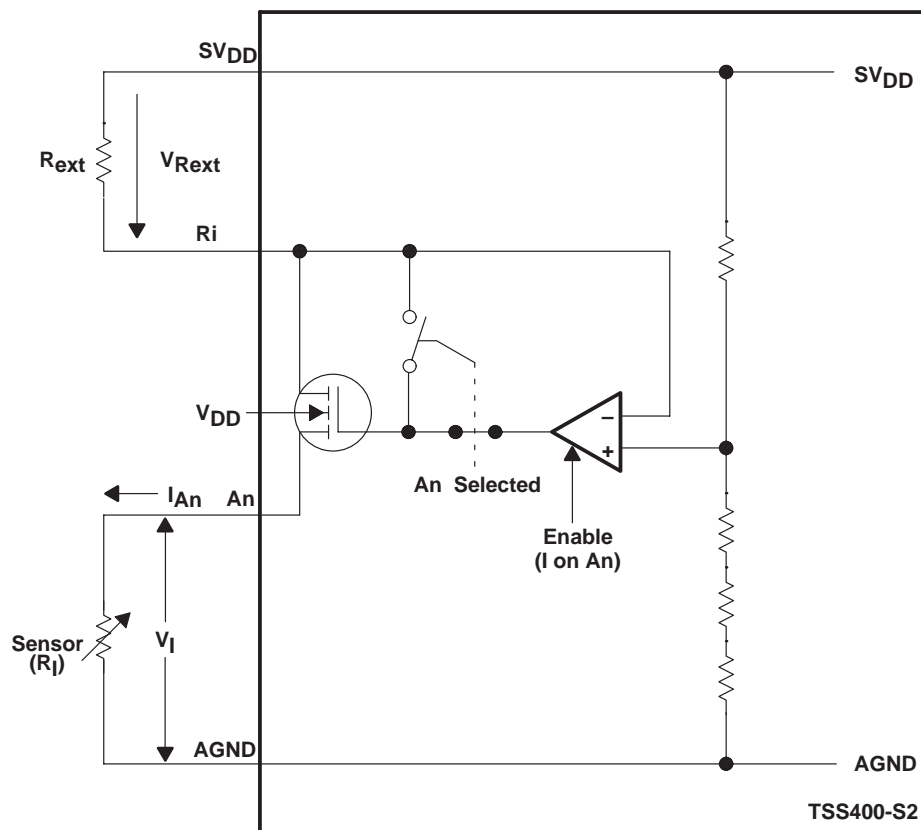 SVDD
SVDD
Rext
VRext
Ri
VDD
−
+
An Selected
IAn
An
Enable
(I on An)
Sensor
(RI)
VI
AGND
AGND
TSS400-S2